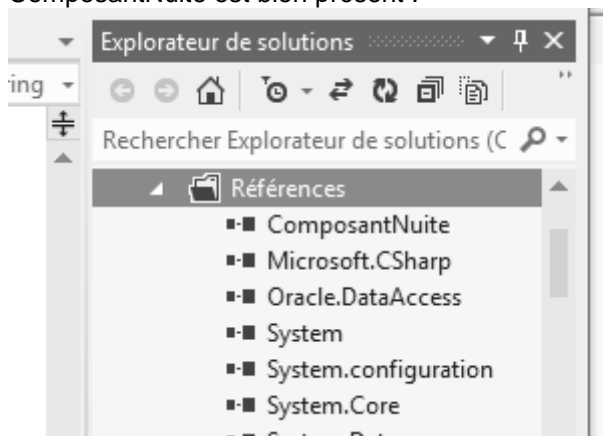 ComposantNuite est bien présent :
Explorateur de solutions
ring
Rechercher Explorateur de solutions (C
Références
ComposantNuite
Microsoft.CSharp
Oracle.DataAccess
System
System.configuration
System.Core